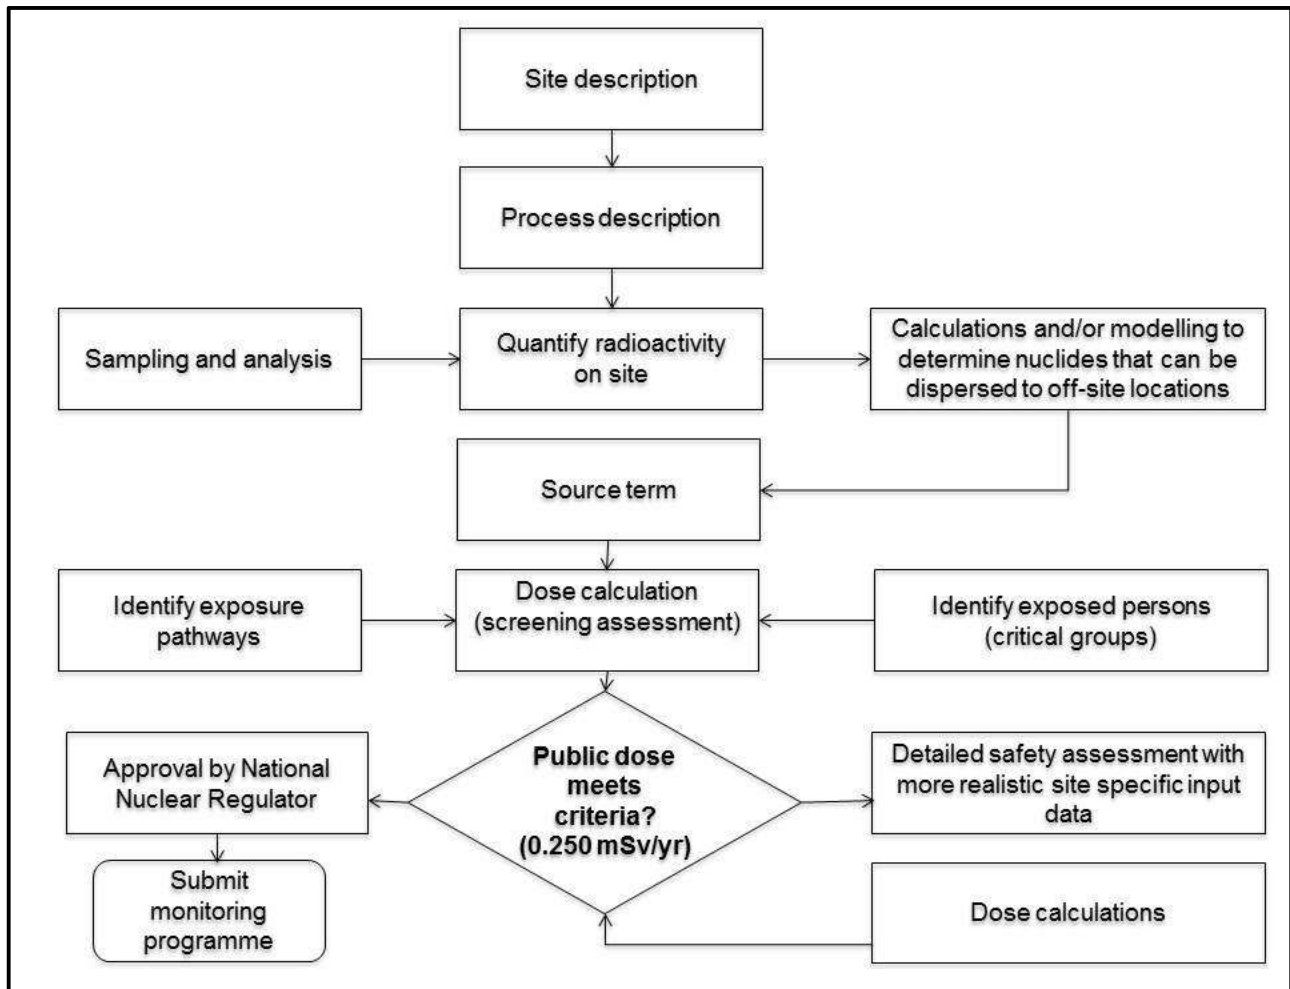 Site description
Process description
Sampling and analysis
Quantify radioactivity
on site
Calculations and/or modelling to
determine nuclides that can be
dispersed to off-site locations
Source term
Identify exposure
pathways
Dose calculation
(screening assessment)
Identify exposed persons
(critical groups)
Approval by National
Nuclear Regulator
Public dose
meets
criteria?
(0.250 mSv/yr)
Detailed safety assessment with
more realistic site specific input
data
Submit
monitoring
programme
Dose calculations